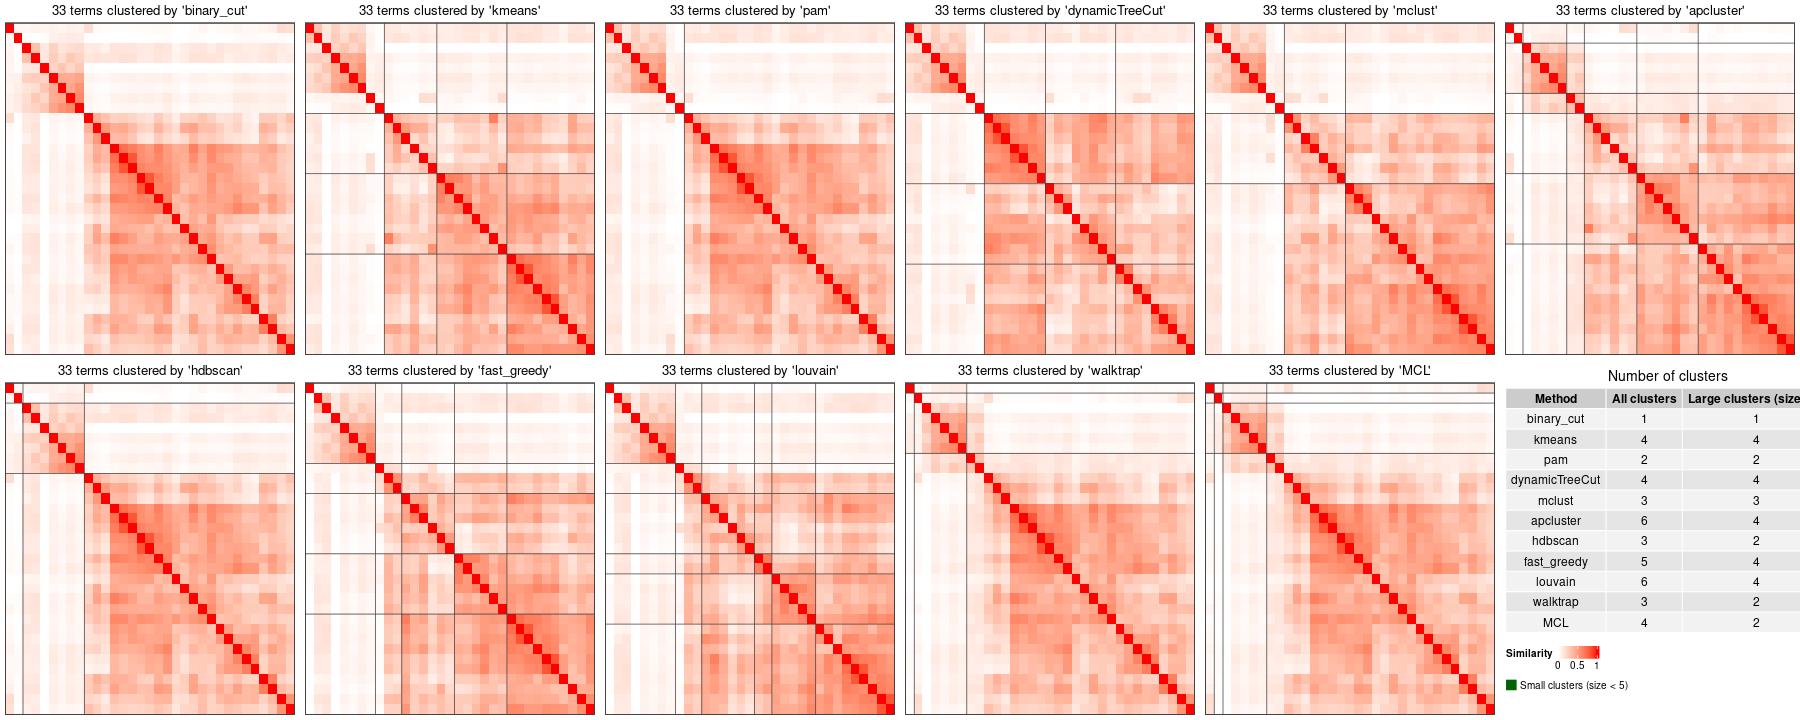 33 terms clustered by 'binary_cut'
33 terms clustered by 'kmeans'
33 terms clustered by 'pam'
33 terms clustered by 'dynamicTreeCut'
33 terms clustered by 'mclust'
33 terms clustered by 'apcluster'
33 terms clustered by 'hdbscan'
33 terms clustered by 'fast_greedy'
33 terms clustered by 'louvain'
33 terms clustered by 'walktrap'
33 terms clustered by 'MCL'
Number of clusters
Method All clusters Large clusters (size
binary_cut 1 1
kmeans 4 4
pam 2 2
dynamicTreeCut 4 4
mclust 3 3
apcluster 6 4
hdbscan 3 2
fast_greedy 5 4
louvain 6 4
walktrap 3 2
MCL 4 2
Similarity
0 0.5 1
Small clusters (size < 5)